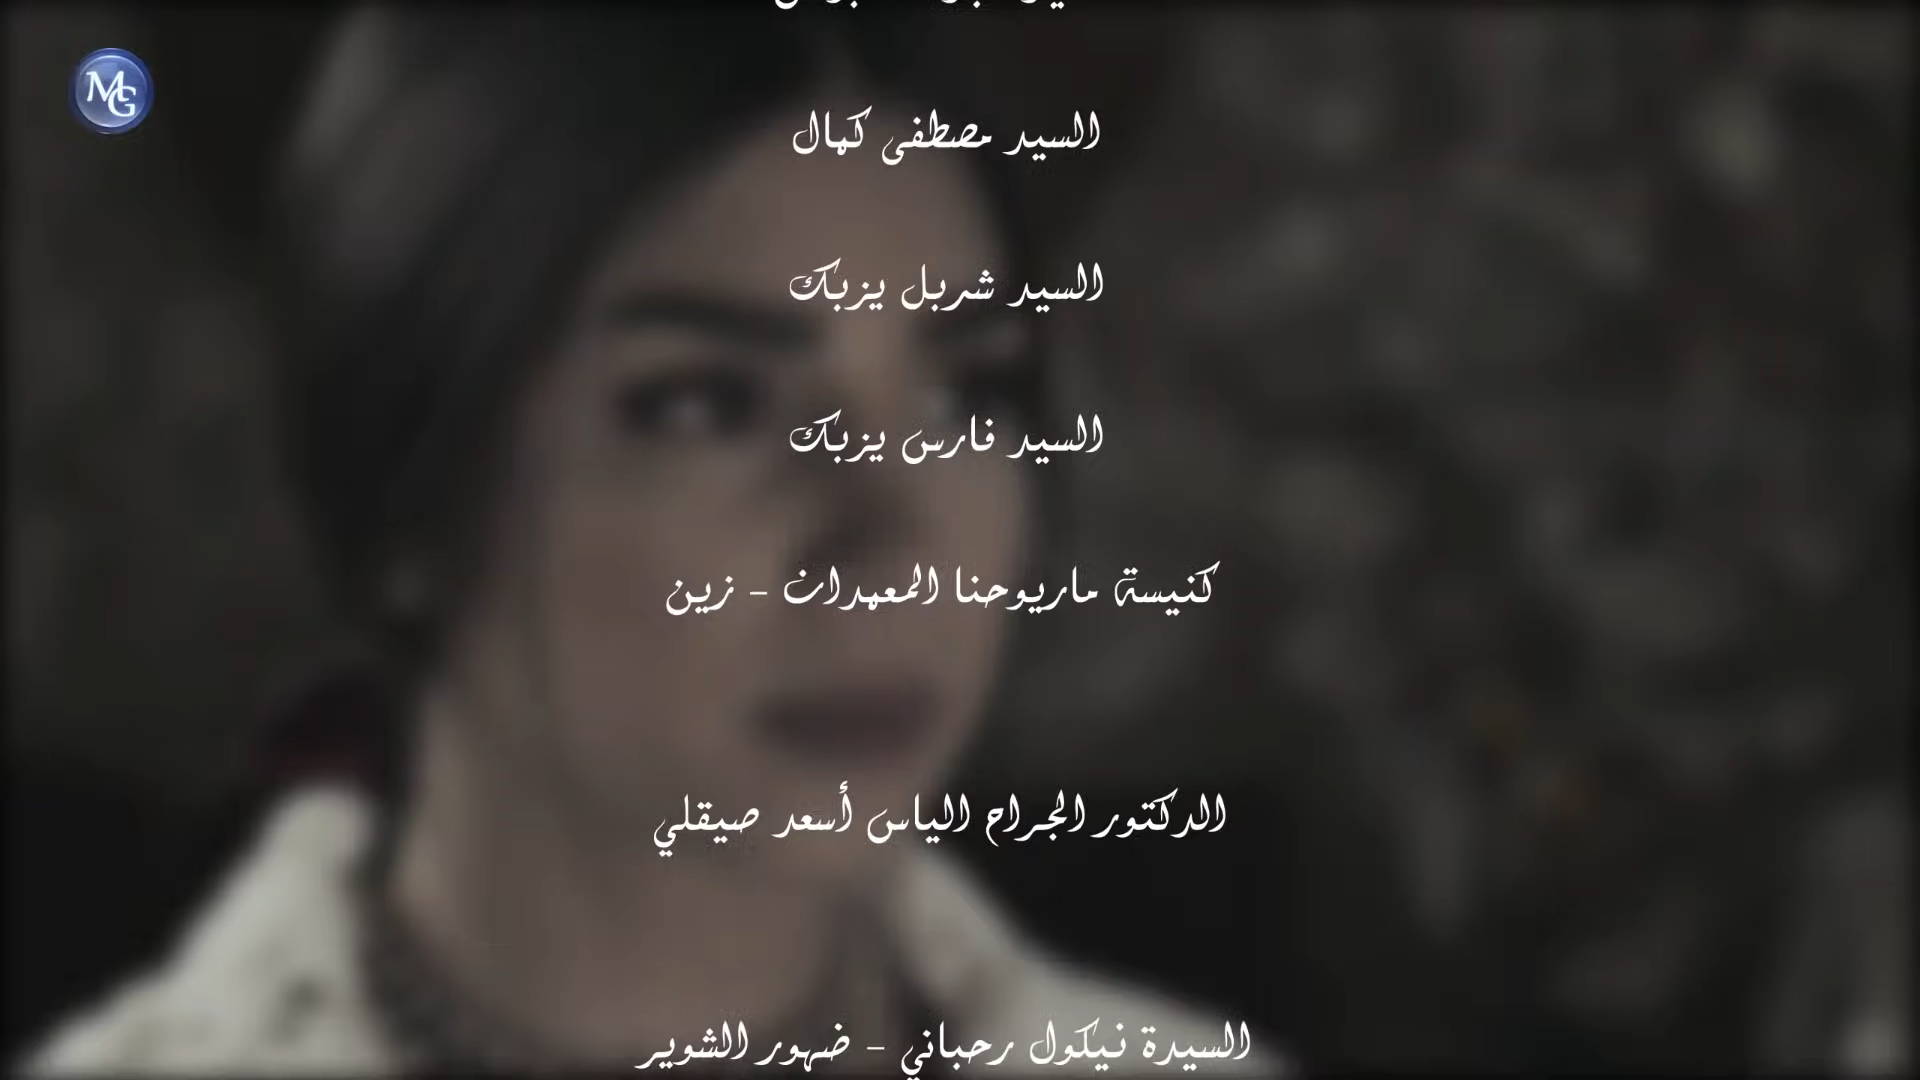 MG
السيد مصطفى كمال
السيد شربل يزبك
السيد فارس يزبك
كنيسة ماريوحنا المعمدان - زين
الدكتور الجراح الياس أسعد صيقلي
السيدة نيكول رحباني - ضهور الشوير